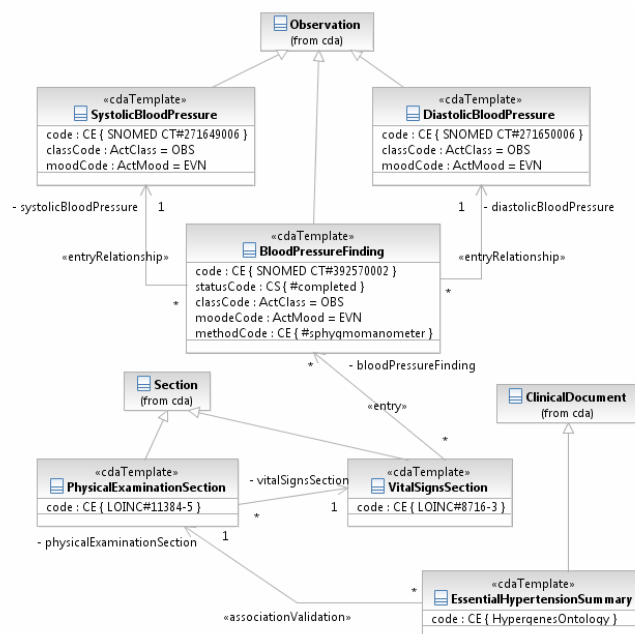 Observation
(from cda)
«cdaTemplate»
SystolicBloodPressure
code : CE { SNOMED CT#271649006 }
classCode : ActClass = OBS
moodCode : ActMood = EVN
«cdaTemplate»
DiastolicBloodPressure
code : CE { SNOMED CT#271650006 }
classCode : ActClass = OBS
moodCode : ActMood = EVN
- systolicBloodPressure 1
1 - diastolicBloodPressure
«entryRelationship»
«entryRelationship»
*
*
«cdaTemplate»
BloodPressureFinding
code : CE { SNOMED CT#392570002 }
statusCode : CS { #completed }
classCode : ActClass = OBS
moodeCode : ActMood = EVN
methodCode : CE { #sphygmomanometer }
* - bloodPressureFinding
«entry»
*
Section
(from cda)
ClinicalDocument
(from cda)
«cdaTemplate»
PhysicalExaminationSection
code : CE { LOINC#11384-5 }
- vitalSignsSection
* 1
«cdaTemplate»
VitalSignsSection
code : CE { LOINC#8716-3 }
- physicalExaminationSection 1
*
«associationValidation»
«cdaTemplate»
EssentialHypertensionSummary
code : CE { HypergenesOntology }